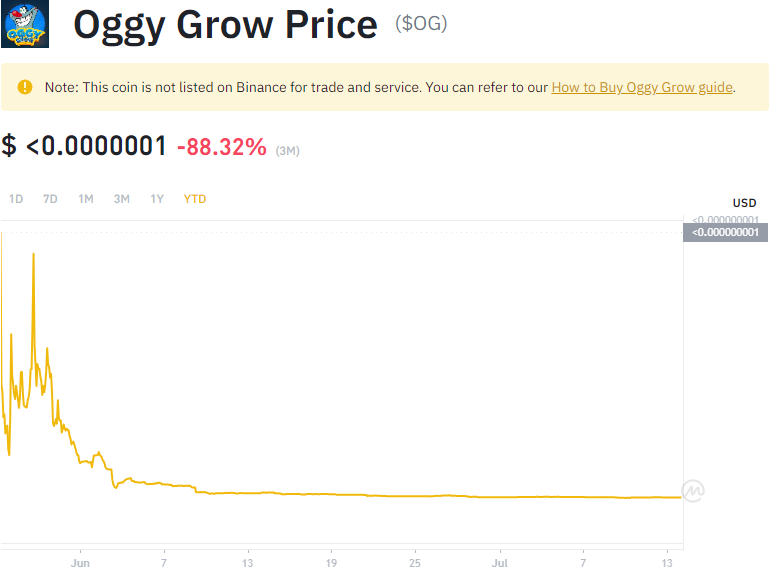 Oggy Grow Price ($OG)
Note: This coin is not listed on Binance for trade and service. You can refer to our How to Buy Oggy Grow guide.
$ <0.0000001 -88.32% (3M)
1D 7D 1M 3M 1Y YTD
USD
<0.000000001
<0.000000001
Jun 7 13 19 25 Jul 7 13